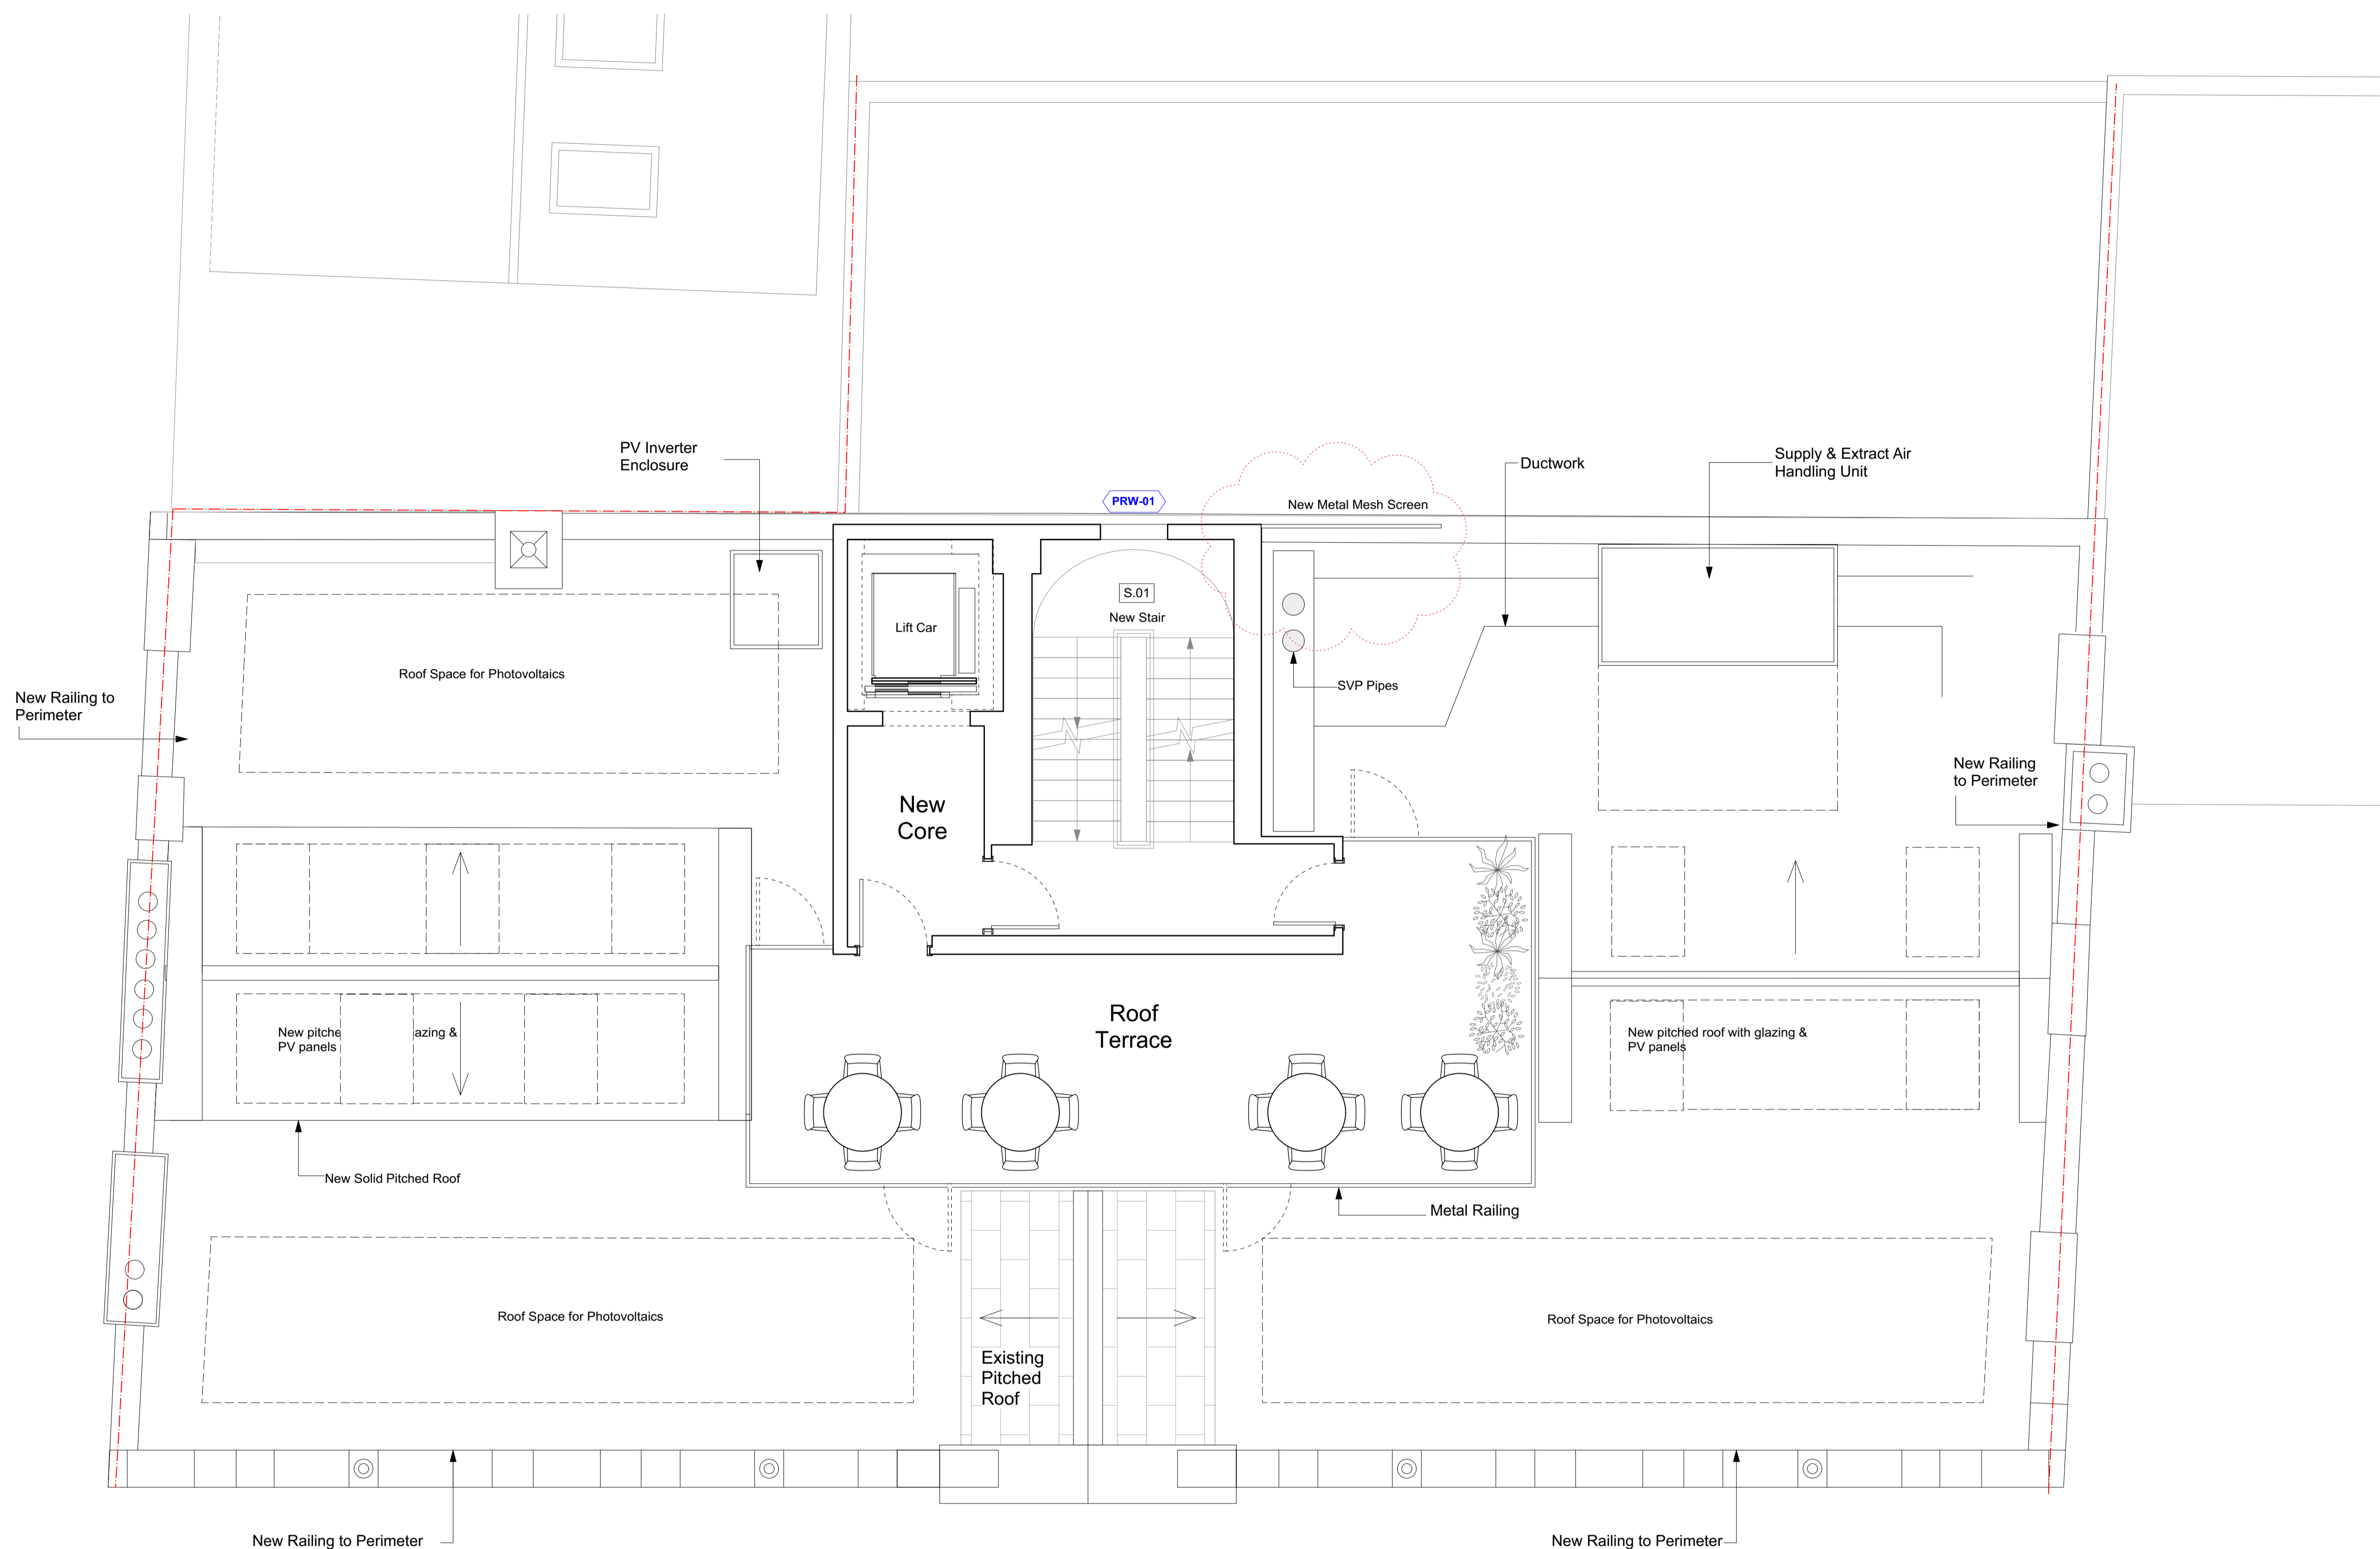 PV Inverter
Enclosure
PRW-01
New Metal Mesh Screen
Ductwork
Supply & Extract Air
Handling Unit
S.01
New Stair
Lift Car
Roof Space for Photovoltaics
SVP Pipes
New Railing to
Perimeter
New Railing
to Perimeter
New
Core
Roof
Terrace
New pitche
azing &
PV panels
New pitched roof with glazing &
PV panels
New Solid Pitched Roof
Metal Railing
Roof Space for Photovoltaics
Roof Space for Photovoltaics
Existing
Pitched
Roof
New Railing to Perimeter
New Railing to Perimeter